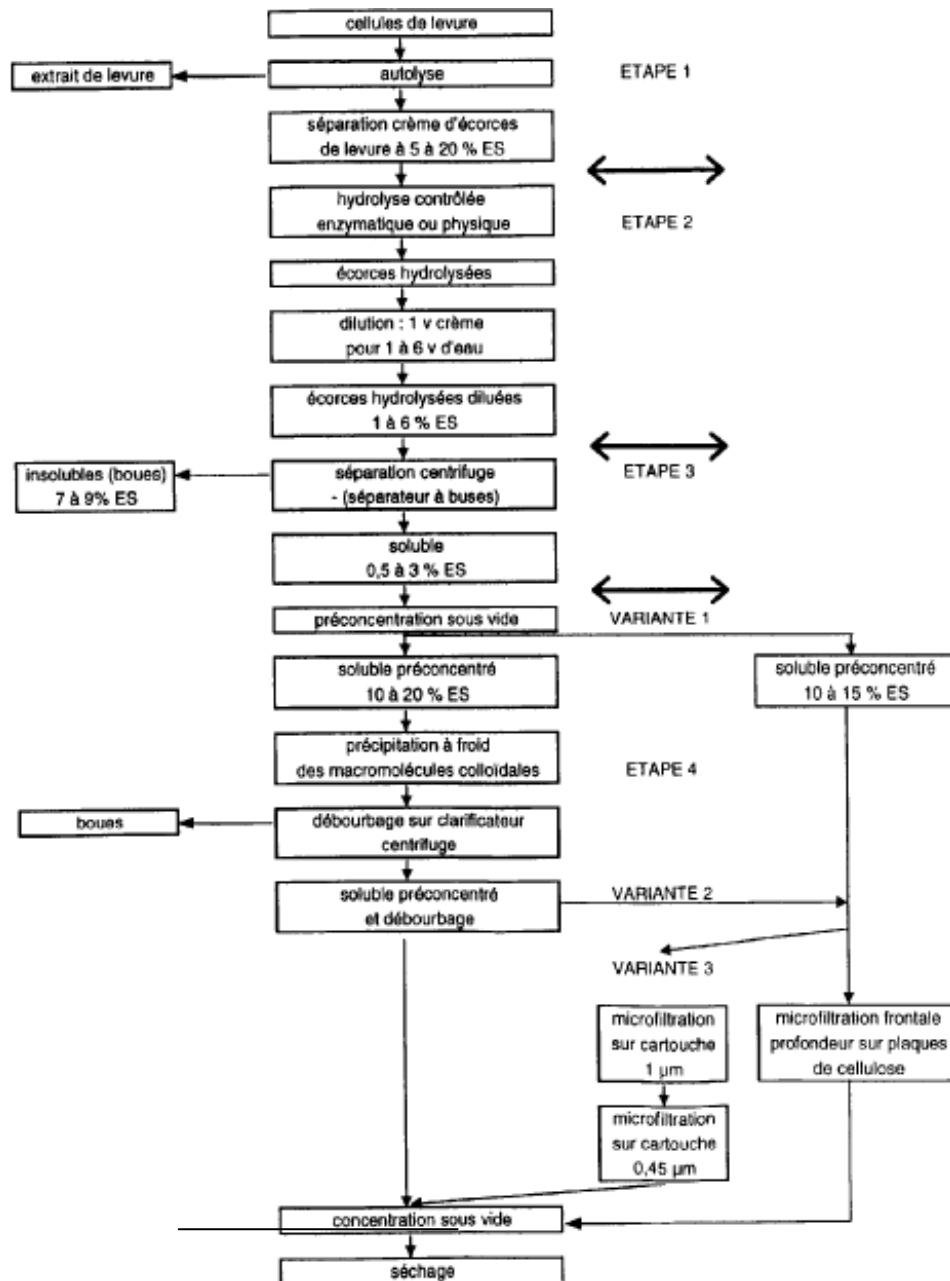 cellules de levure
extrait de levure
autolyse
ETAPE 1
séparation crème d'écorces
de levure à 5 à 20 % ES
hydrolyse contrôlée
enzymatique ou physique
ETAPE 2
écorces hydrolysées
dilution : 1 v crème
pour 1 à 6 v d'eau
écorces hydrolysées diluées
1 à 6 % ES
insolubles (boues)
7 à 9% ES
séparation centrifuge
- (séparateur à buses)
ETAPE 3
soluble
0,5 à 3 % ES
préconcentration sous vide
VARIANTE 1
soluble préconcentré
10 à 20 % ES
soluble préconcentré
10 à 15 % ES
précipitation à froid
des macromolécules colloïdales
ETAPE 4
boues
débourbage sur clarificateur
centrifuge
soluble préconcentré
et débourbage
VARIANTE 2
VARIANTE 3
microfiltration
sur cartouche
1 µm
microfiltration frontale
profondeur sur plaques
de cellulose
microfiltration
sur cartouche
0,45 µm
concentration sous vide
séchage